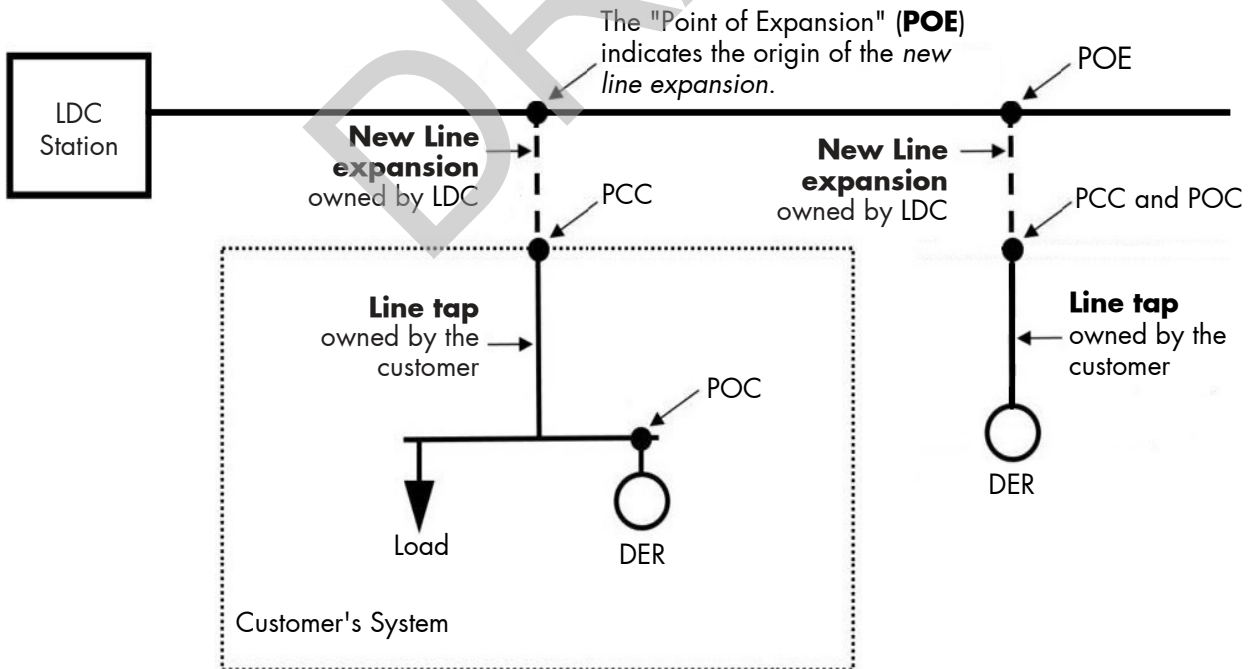 The "Point of Expansion" (POE)
indicates the origin of the new
line expansion.
POE
LDC
Station
New Line
expansion
owned by LDC
PCC
New Line
expansion
owned by LDC
PCC and POC
Line tap
owned by the
customer
Line tap
owned by the
customer
POC
Load
DER
DER
Customer's System